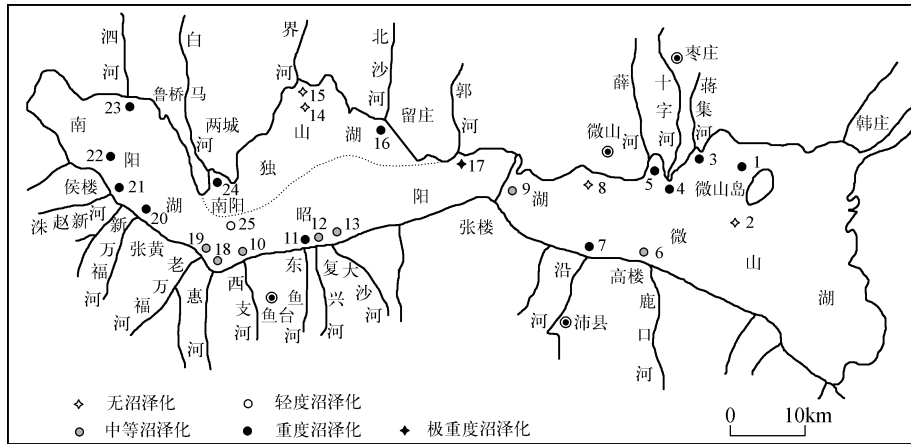 泗河
白马河
界河
北沙河
郭河
薛河
十字河
枣庄
蒋集河
韩庄
鲁桥
两城
留庄
微山
微山岛
南阳湖
独山湖
昭阳湖
微山湖
南阳
侯楼
张黄
张楼
高楼
洙赵新河
新万福河
老万福河
惠河
西支河
鱼台
东鱼河
复兴河
大沙河
沿河
沛县
鹿口河
23
22
21
20
24
25
19
18
10
11
12
13
15
14
16
17
9
8
7
6
5
4
3
1
2
无沼泽化
轻度沼泽化
中等沼泽化
重度沼泽化
极重度沼泽化
0 10km